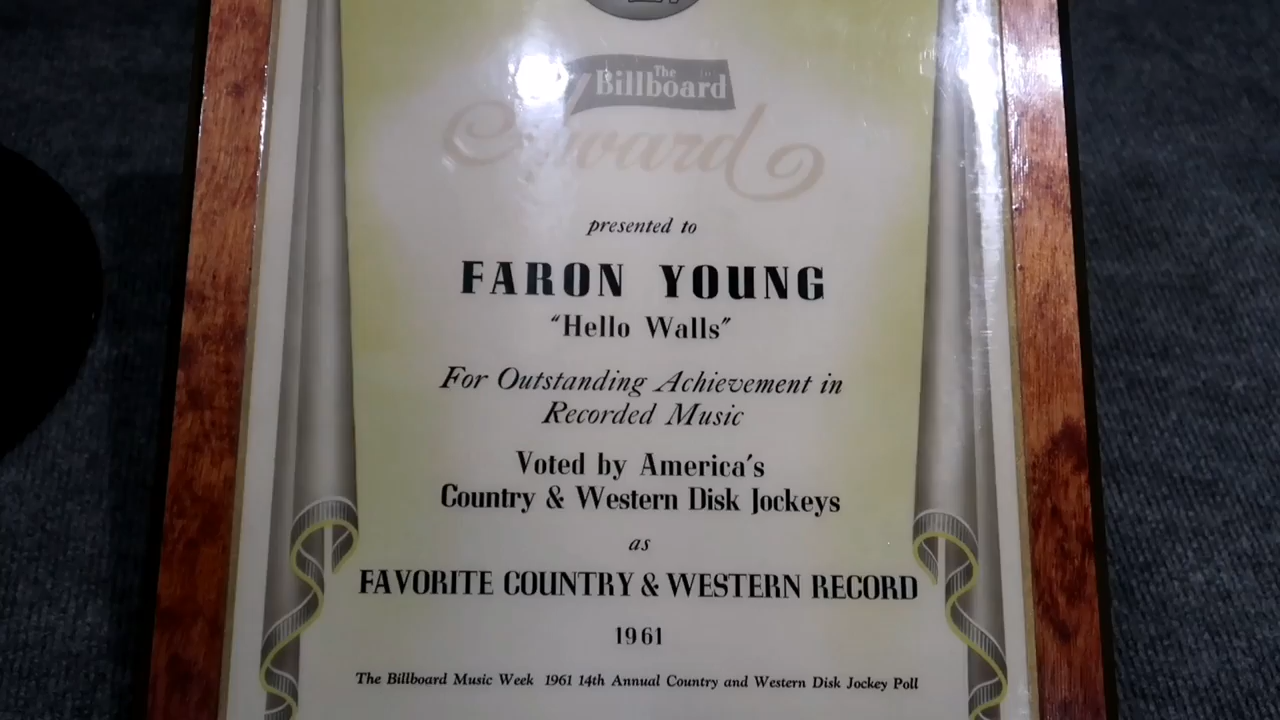 The
Billboard
Award
presented to
FARON YOUNG
"Hello Walls"
For Outstanding Achievement in
Recorded Music
Voted by America's
Country & Western Disk Jockeys
as
FAVORITE COUNTRY & WESTERN RECORD
1961
The Billboard Music Week 1961 14th Annual Country and Western Disk Jockey Poll